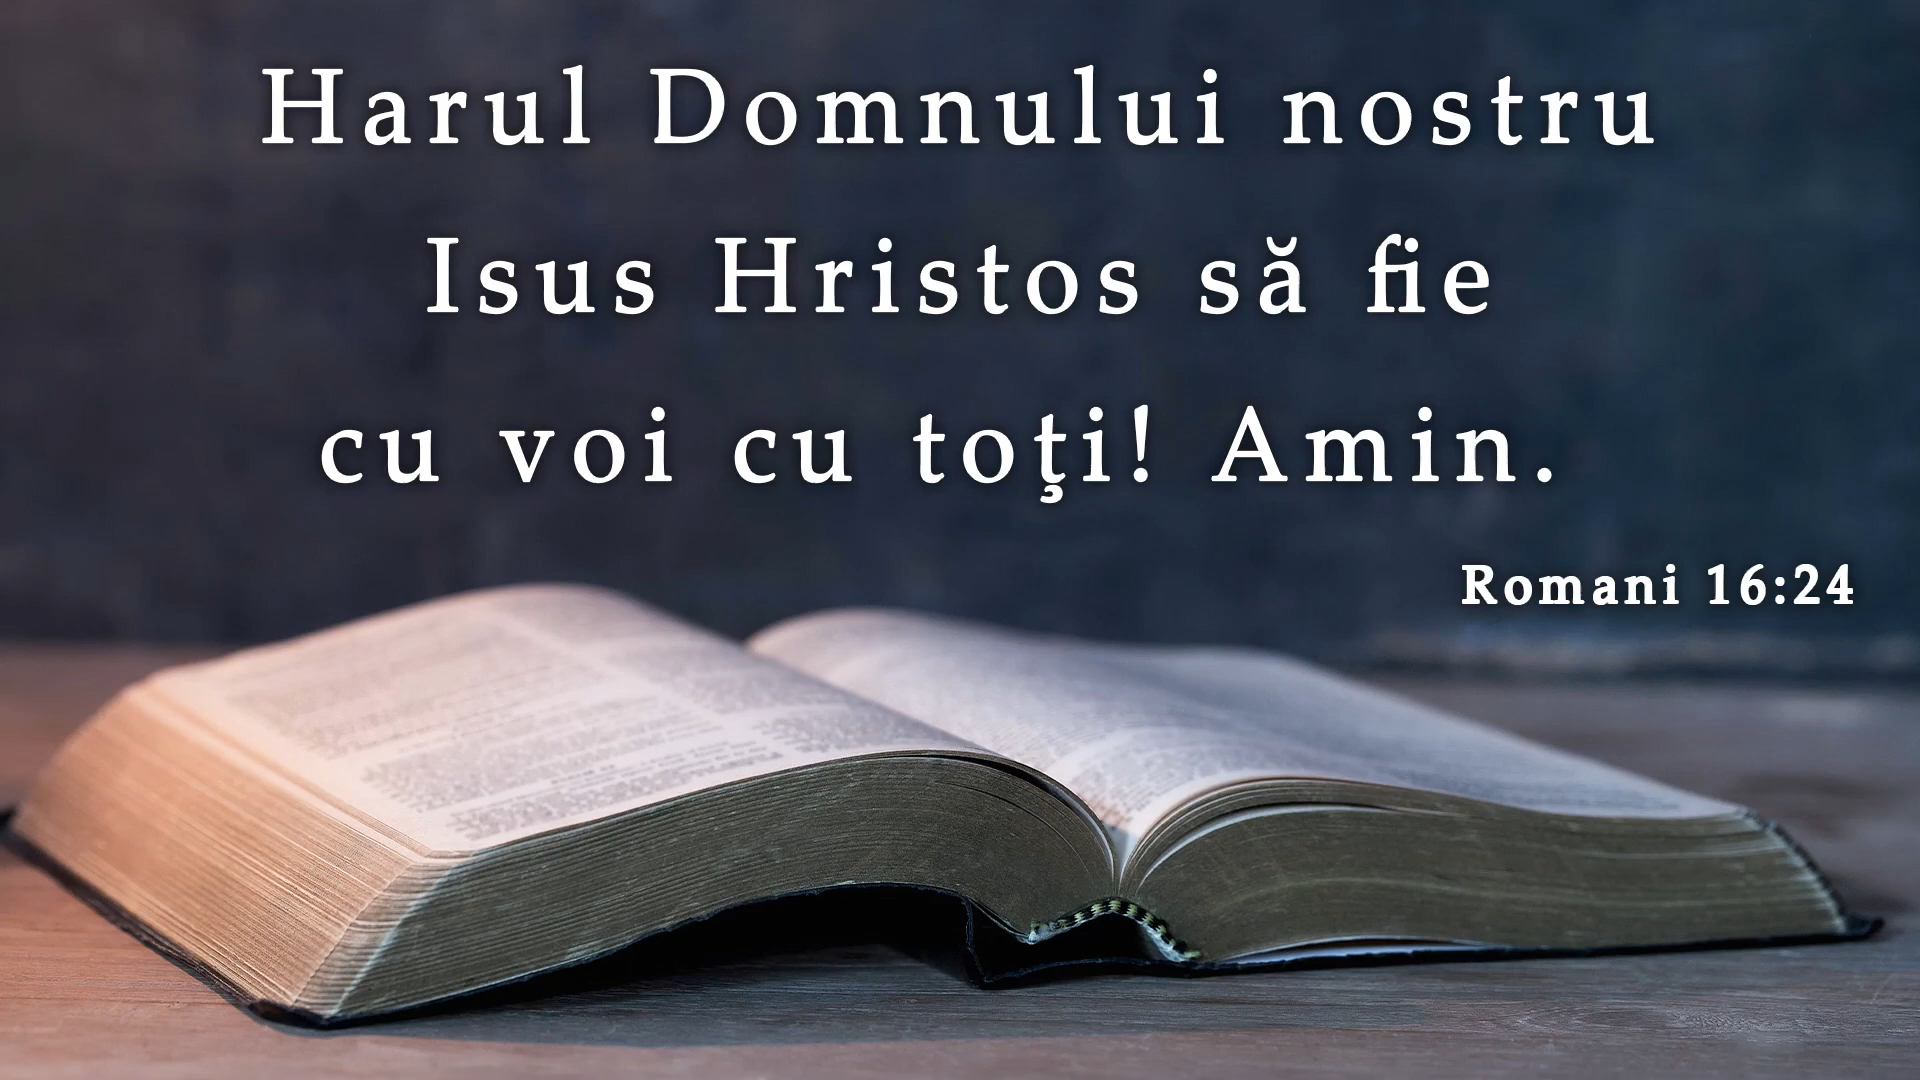 Harul Domnului nostru
Isus Hristos să fie
cu voi cu toţi! Amin.
Romani 16:24